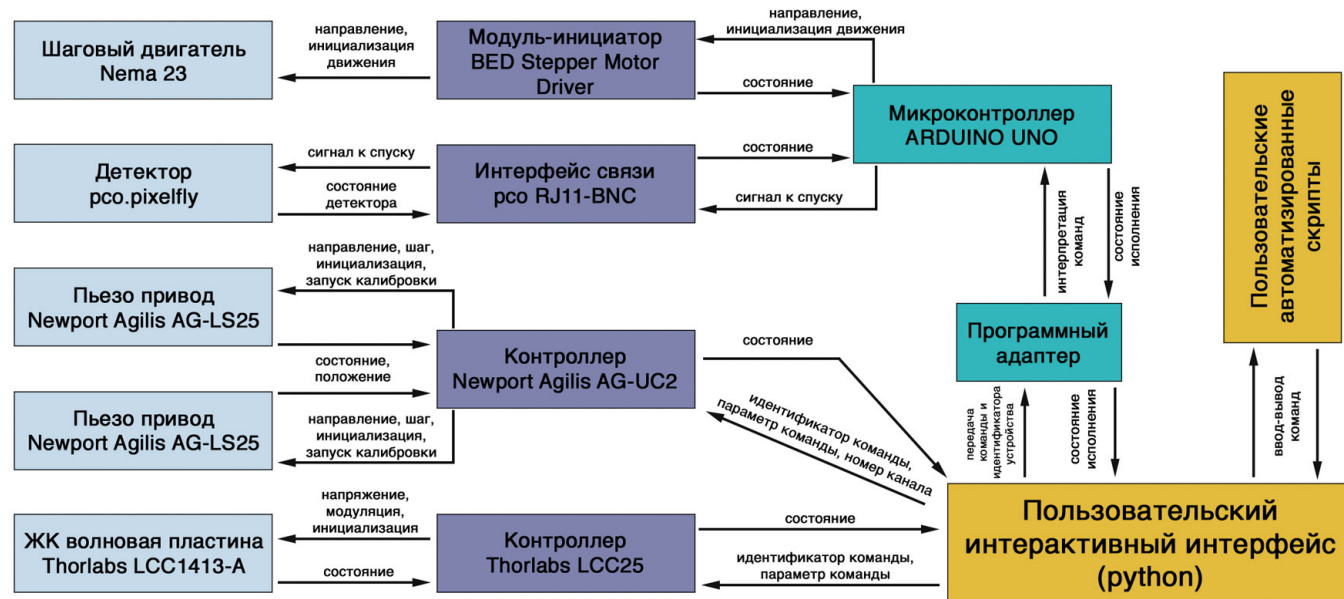 Шаговый двигатель
Nema 23
направление,
инициализация
движения
Модуль-инициатор
BED Stepper Motor
Driver
направление,
инициализация движения
состояние
Микроконтроллер
ARDUINO UNO
Детектор
pco.pixelfly
сигнал к спуску
состояние
детектора
Интерфейс связи
pco RJ11-BNC
состояние
сигнал к спуску
интерпретация
команд
состояние
исполнения
Пользовательские
автоматизированные
скрипты
направление, шаг,
инициализация,
запуск калибровки
Пьезо привод
Newport Agilis AG-LS25
состояние,
положение
Контроллер
Newport Agilis AG-UC2
состояние
Программный
адаптер
Пьезо привод
Newport Agilis AG-LS25
направление, шаг,
инициализация,
запуск калибровки
идентификатор команды,
параметр команды, номер канала
передача
команды и
идентификатора
устройства
состояние
исполнения
ввод-вывод
команд
ЖК волновая пластина
Thorlabs LCC1413-A
напряжение,
модуляция,
инициализация
состояние
Контроллер
Thorlabs LCC25
состояние
идентификатор команды,
параметр команды
Пользовательский
интерактивный интерфейс
(python)